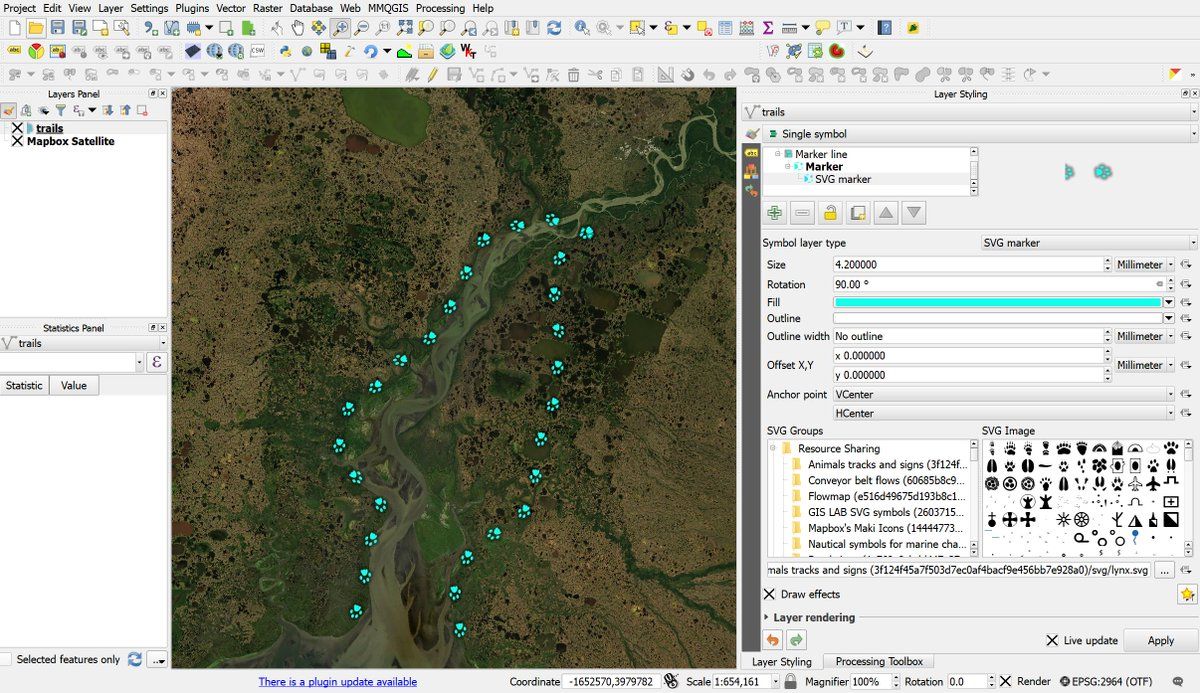 Project Edit View Layer Settings Plugins Vector Raster Database Web MMQGIS Processing Help
CSW
Layers Panel
trails
Mapbox Satellite
Statistics Panel
trails
Statistic Value
Selected features only
Layer Styling
trails
Single symbol
Marker line
Marker
SVG marker
Symbol layer type SVG marker
Size 4.200000 Millimeter
Rotation 90.00 °
Fill
Outline
Outline width No outline Millimeter
Offset X,Y x 0.000000 Millimeter
y 0.000000
Anchor point VCenter
HCenter
SVG Groups SVG Image
Resource Sharing
Animals tracks and signs (3f124f...
Conveyor belt flows (60685b8c9...
Flowmap (e516d49675d193b8c1...
GIS LAB SVG symbols (2603715...
Mapbox's Maki Icons (14444773...
Nautical symbols for marine cha...
mals tracks and signs (3f124f45a7f503d7ec0af4bacf9e456bb7e928a0)/svg/lynx.svg ...
Draw effects
Layer rendering
Live update Apply
Layer Styling Processing Toolbox
There is a plugin update available Coordinate -1652570,3979782 Scale 1:654,161 Magnifier 100% Rotation 0.0 Render EPSG:2964 (OTF)